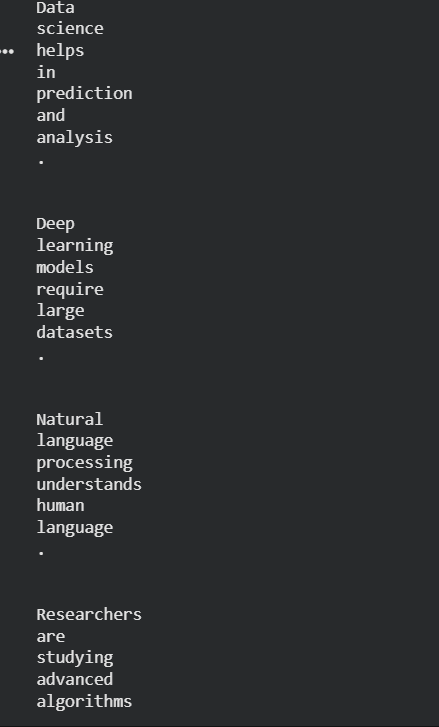 Data
science
helps
in
prediction
and
analysis
.
Deep
learning
models
require
large
datasets
.
Natural
language
processing
understands
human
language
.
Researchers
are
studying
advanced
algorithms